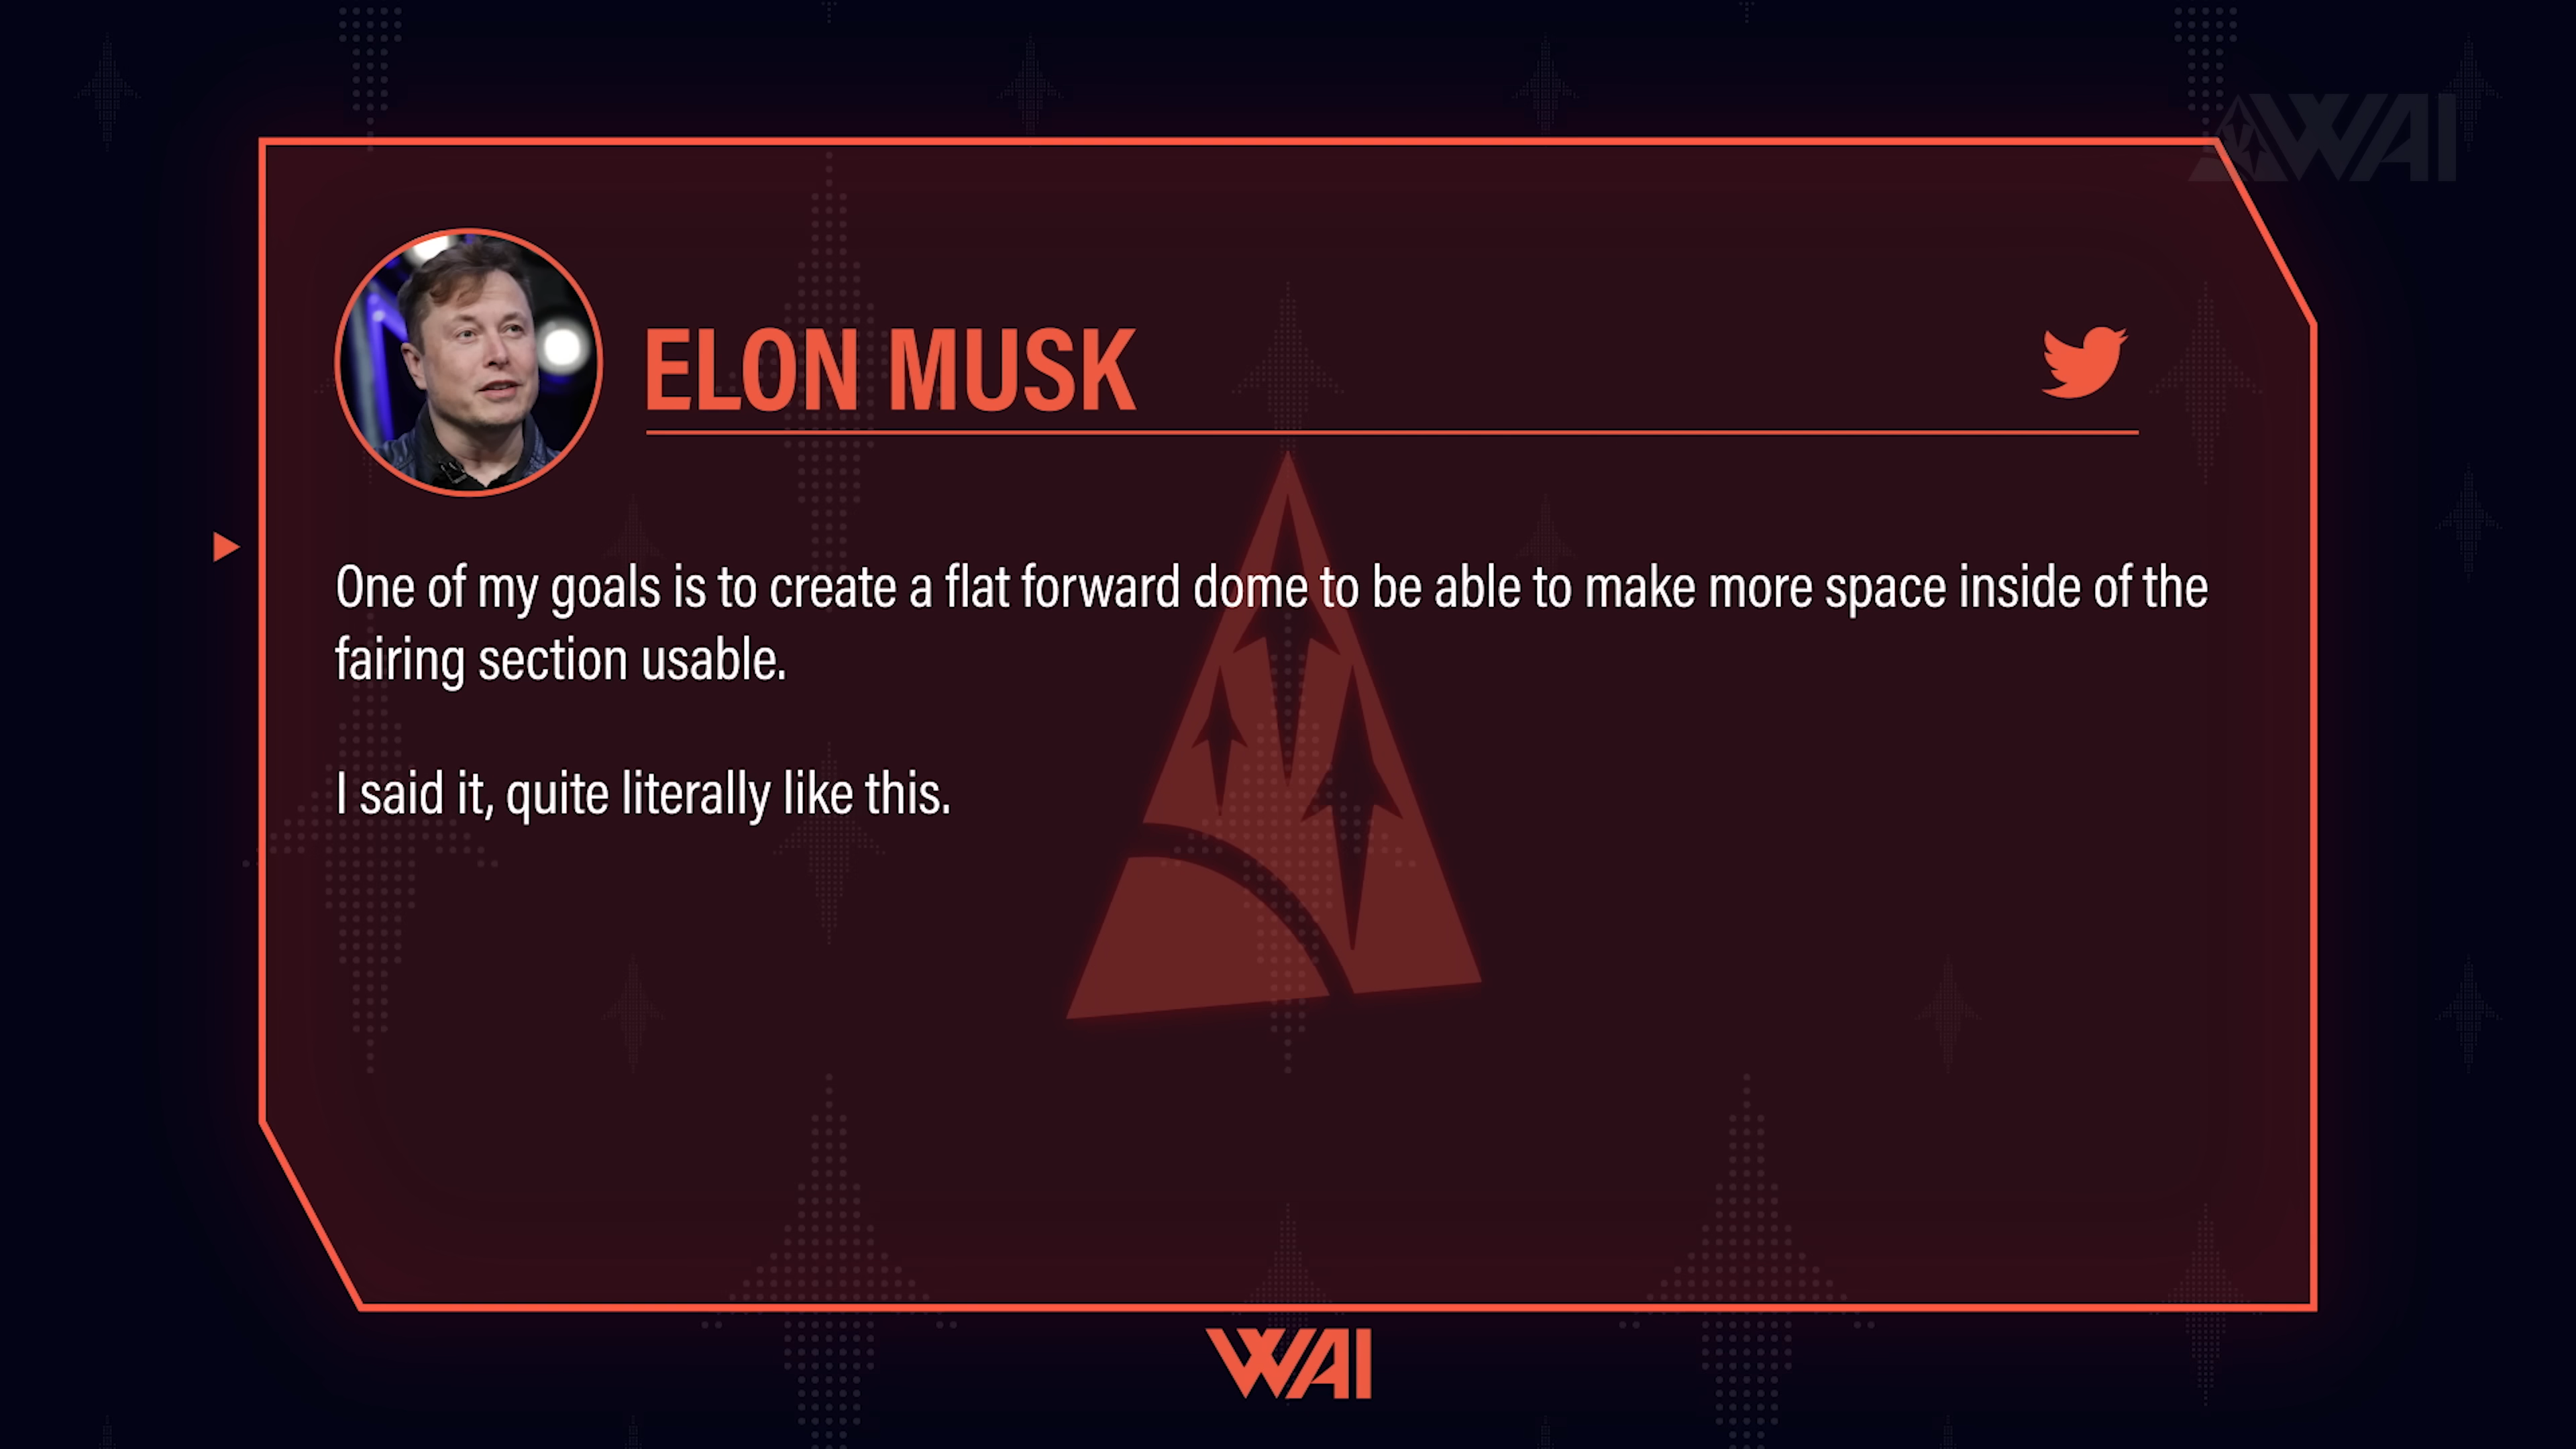 WAI
ELON MUSK
One of my goals is to create a flat forward dome to be able to make more space inside of the
fairing section usable.
I said it, quite literally like this.
WAI